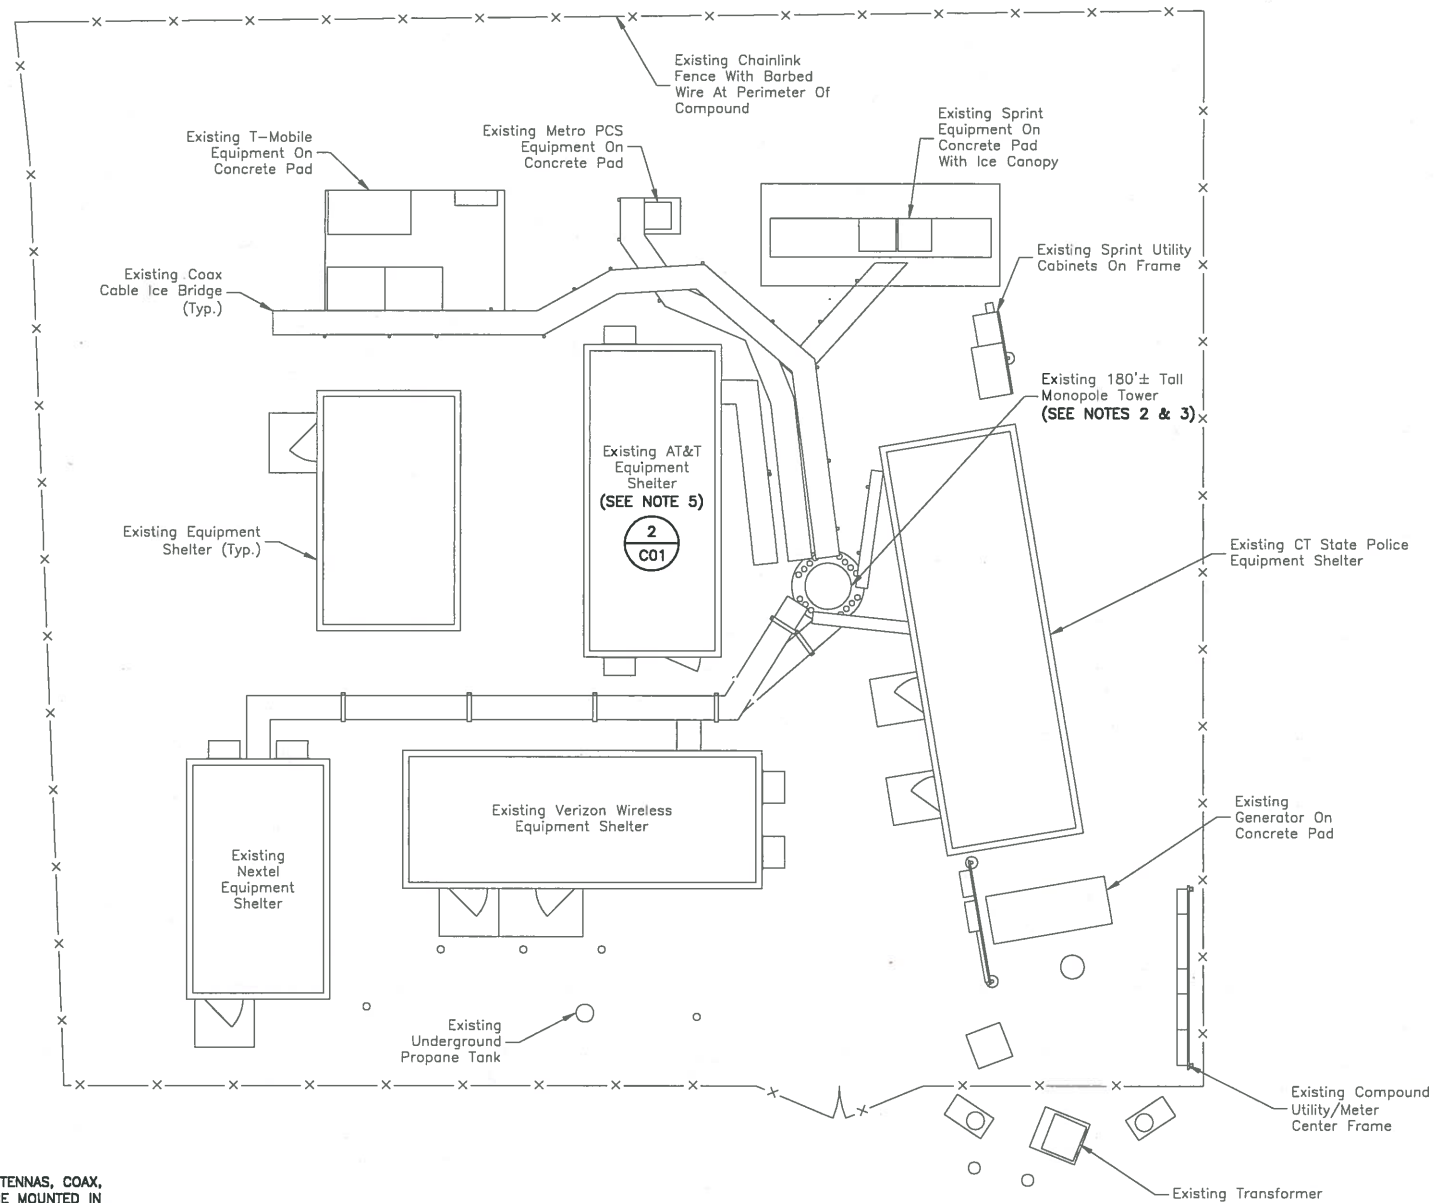 Existing Chainlink
Fence With Barbed
Wire At Perimeter Of
Compound
Existing T-Mobile
Equipment On
Concrete Pad
Existing Metro PCS
Equipment On
Concrete Pad
Existing Sprint
Equipment On
Concrete Pad
With Ice Canopy
Existing Coax
Cable Ice Bridge
(Typ.)
Existing Sprint Utility
Cabinets On Frame
Existing 180'± Tall
Monopole Tower
(SEE NOTES 2 & 3)
Existing AT&T
Equipment
Shelter
(SEE NOTE 5)
2
C01
Existing Equipment
Shelter (Typ.)
Existing CT State Police
Equipment Shelter
Existing Verizon Wireless
Equipment Shelter
Existing
Nextel
Equipment
Shelter
Existing
Generator On
Concrete Pad
Existing
Underground
Propane Tank
Existing Compound
Utility/Meter
Center Frame
Existing Transformer
TENNAS, COAX,
E MOUNTED IN